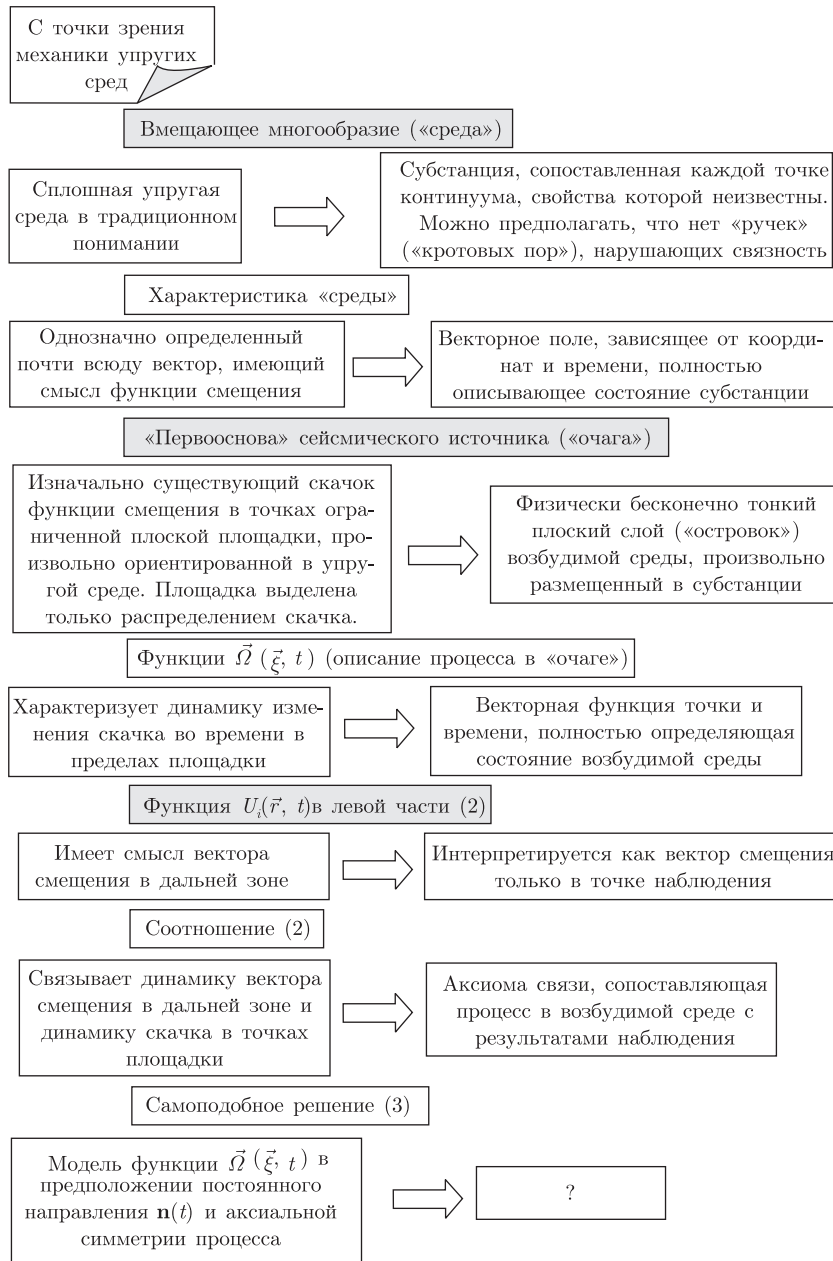 С точки зрения
механики упругих
сред
Вмещающее многообразие («среда»)
Сплошная упругая
среда в традиционном
понимании
Субстанция, сопоставленная каждой точке
континуума, свойства которой неизвестны.
Можно предполагать, что нет «ручек»
(«кротовых пор»), нарушающих связность
Характеристика «среды»
Однозначно определенный
почти всюду вектор, имеющий
смысл функции смещения
Векторное поле, зависящее от коорди-
нат и времени, полностью
описывающее состояние субстанции
«Первооснова» сейсмического источника («очага»)
Изначально существующий скачок
функции смещения в точках огра-
ниченной плоской площадки, про-
извольно ориентированной в упру-
гой среде. Площадка выделена
только распределением скачка.
Физически бесконечно тонкий
плоский слой («островок»)
возбудимой среды, произвольно
размещенный в субстанции
Функции $\vec{\Omega}$ ($\vec{\xi}$, t) (описание процесса в «очаге»)
Характеризует динамику изме-
нения скачка во времени в
пределах площадки
Векторная функция точки и
времени, полностью определяющая
состояние возбудимой среды
Функция $U_i(\vec{r}, t)$в левой части (2)
Имеет смысл вектора
смещения в дальней зоне
Интерпретируется как вектор смещения
только в точке наблюдения
Соотношение (2)
Связывает динамику вектора
смещения в дальней зоне и
динамику скачка в точках
площадки
Аксиома связи, сопоставляющая
процесс в возбудимой среде с
результатами наблюдения
Самоподобное решение (3)
Модель функции $\vec{\Omega}$ ($\vec{\xi}$, t) в
предположении постоянного
направления n(t) и аксиальной
симметрии процесса
?